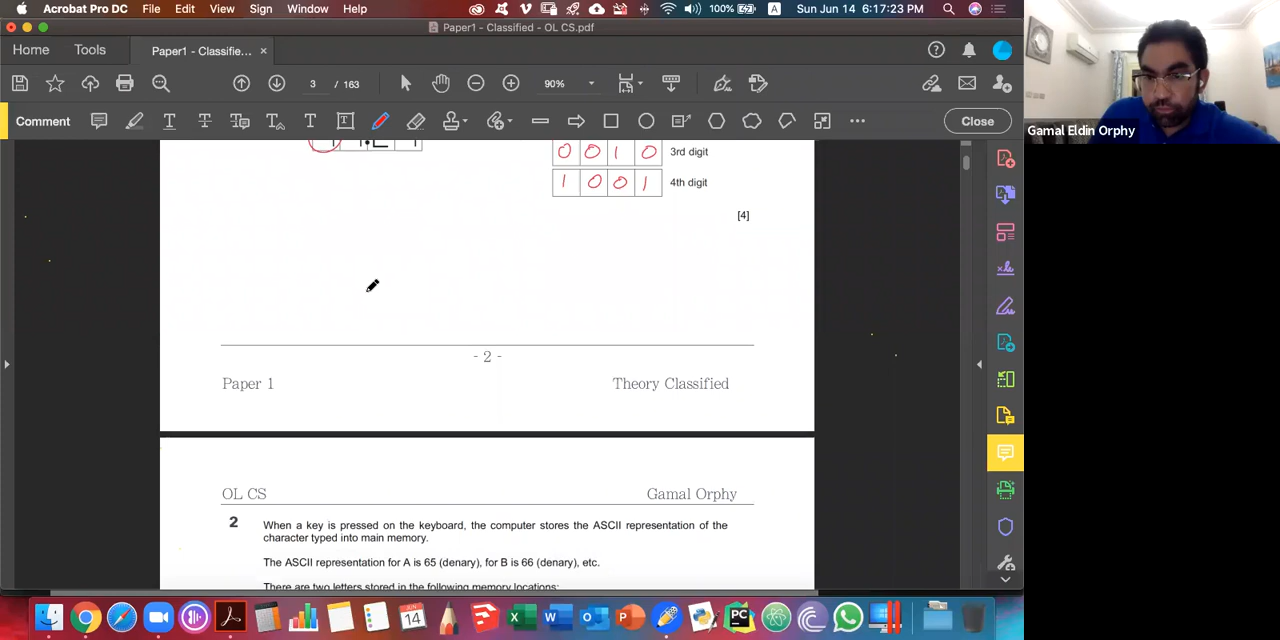 Acrobat Pro DC File Edit View Sign Window Help 100% A Sun Jun 14 6:17:23 PM
Paper1 - Classified - OL CS.pdf
Home Tools Paper1 - Classifie... ×
3 / 163 90%
Comment Close
Gamal Eldin Orphy
0 0 1 0 3rd digit
1 0 0 1 4th digit
[4]
- 2 -
Paper 1 Theory Classified
OL CS Gamal Orphy
2 When a key is pressed on the keyboard, the computer stores the ASCII representation of the
character typed into main memory.
The ASCII representation for A is 65 (denary), for B is 66 (denary), etc.
There are two letters stored in the following memory locations: